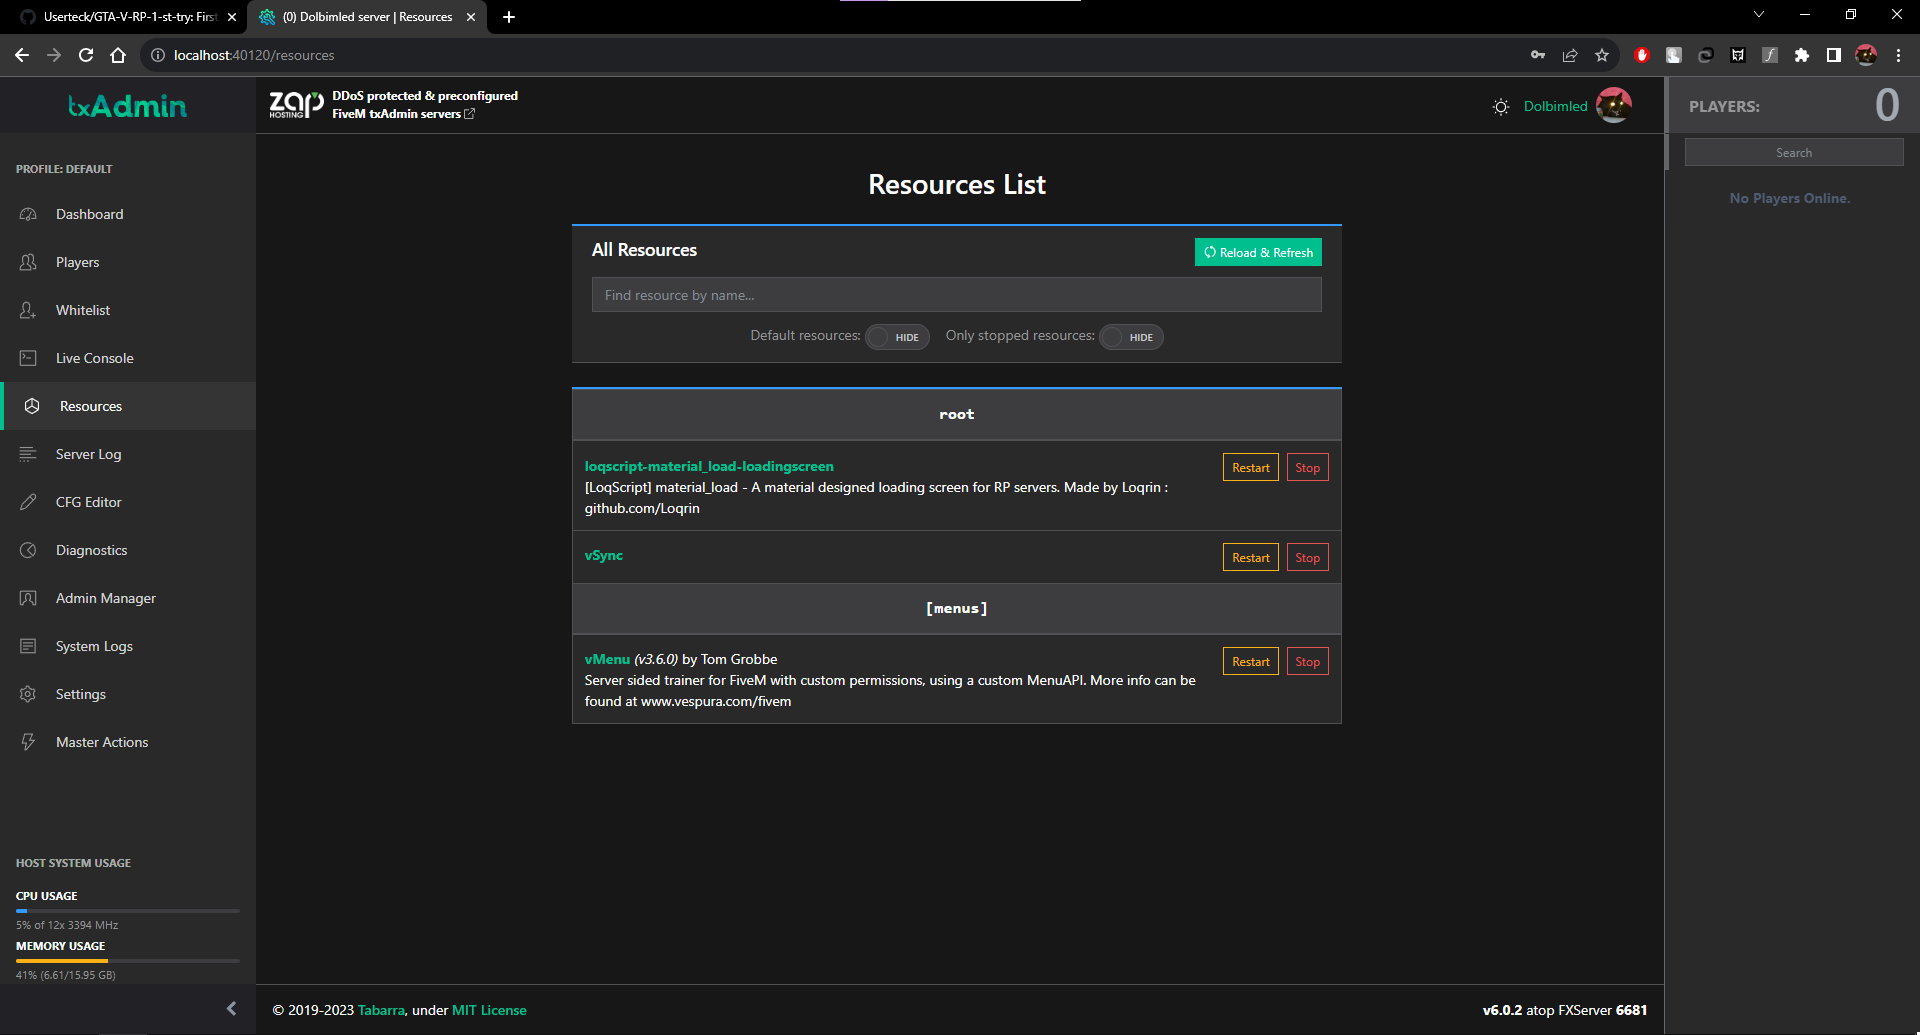 Userteck/GTA-V-RP-1-st-try: First
(0) Dolbimled server | Resources
localhost:40120/resources
txAdmin
ZAP HOSTING
DDoS protected & preconfigured
FiveM txAdmin servers
Dolbimled
PLAYERS:
0
Search
No Players Online.
PROFILE: DEFAULT
Dashboard
Players
Whitelist
Live Console
Resources
Server Log
CFG Editor
Diagnostics
Admin Manager
System Logs
Settings
Master Actions
HOST SYSTEM USAGE
CPU USAGE
5% of 12x 3394 MHz
MEMORY USAGE
41% (6.61/15.95 GB)
Resources List
All Resources
Reload & Refresh
Find resource by name...
Default resources: HIDE Only stopped resources: HIDE
root
loqscript-material_load-loadingscreen
Restart Stop
[LoqScript] material_load - A material designed loading screen for RP servers. Made by Loqrin :
github.com/Loqrin
vSync
Restart Stop
[menus]
vMenu (v3.6.0) by Tom Grobbe
Restart Stop
Server sided trainer for FiveM with custom permissions, using a custom MenuAPI. More info can be
found at www.vespura.com/fivem
© 2019-2023 Tabarra, under MIT License
v6.0.2 atop FXServer 6681